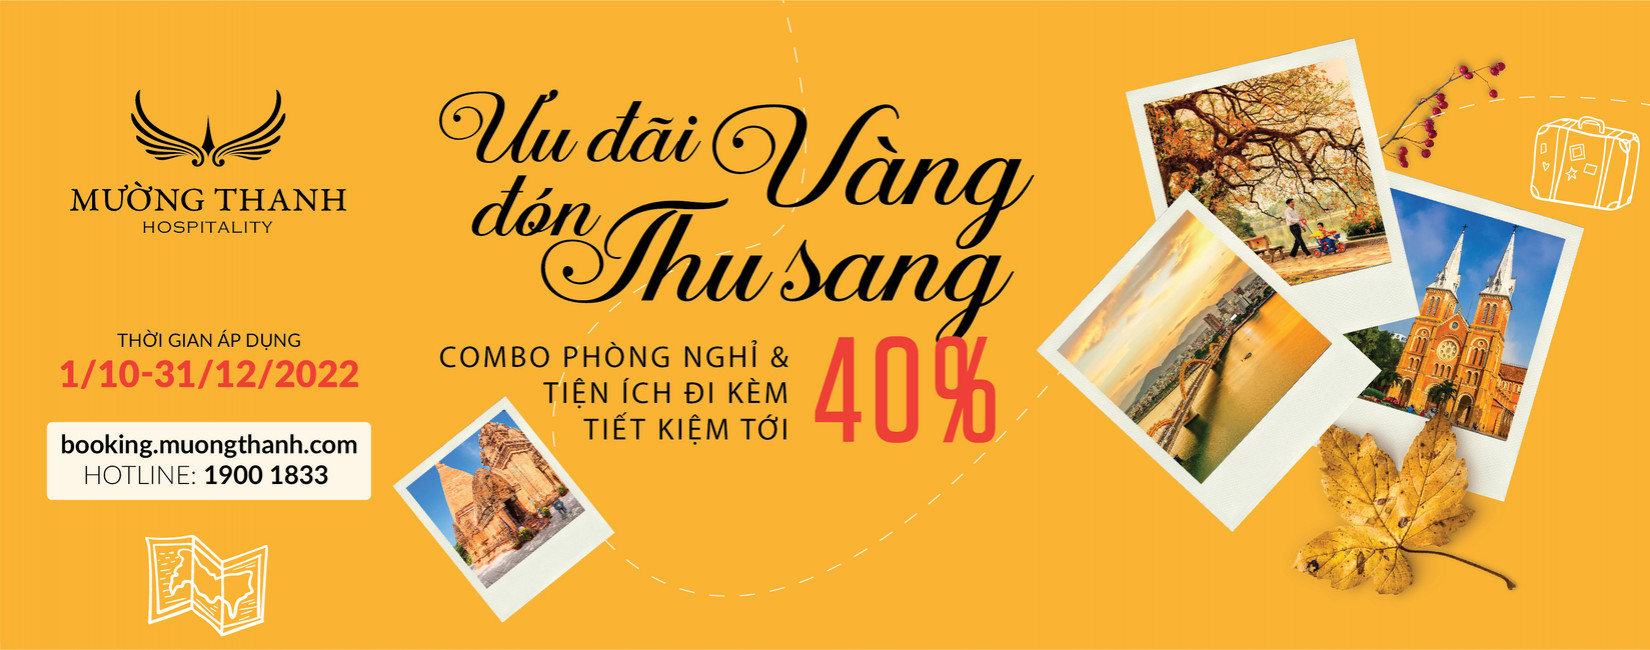 MƯỜNG THANH
HOSPITALITY
THỜI GIAN ÁP DỤNG
1/10-31/12/2022
booking.muongthanh.com
HOTLINE: 1900 1833
Ưu đãi Vàng
đón Thu sang
COMBO PHÒNG NGHỈ &
TIỆN ÍCH ĐI KÈM
TIẾT KIỆM TỚI
40%